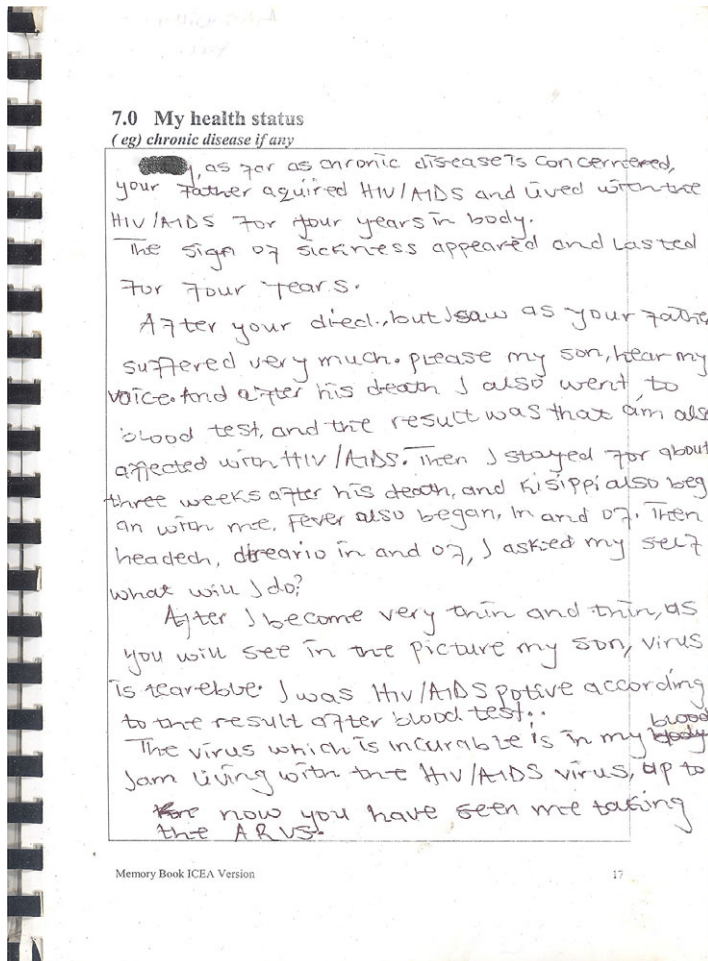 7.0 My health status
( eg) chronic disease if any
, as for as chronic disease is concerneed,
your Father aquired HIV/AIDS and lived with the
HIV/AIDS For four years in body.
The sign of sickness appeared and Lasted
For Four Years.
After your died., but I saw as your Fathe
suffered very much. please my son, hear my
voice. And after his death I also went to
blood test, and the result was that am als
affected with HIV/AIDS. Then I stayed for about
three weeks after his death, and Kisippi also beg
an with me. Fever also began, in and of. Then
headech, direario in and of, I asked my self
what will I do?
After I become very thin and thin, as
you will see in the picture my son, virus
is tearebble. I was Hiv/AIDS potive according
to the result after blood test..
blood
The virus which is incurable is in my body
I am living with the HIV/AIDS virus, up to
now you have seen me taking
the ARVS.
Memory Book ICEA Version 17